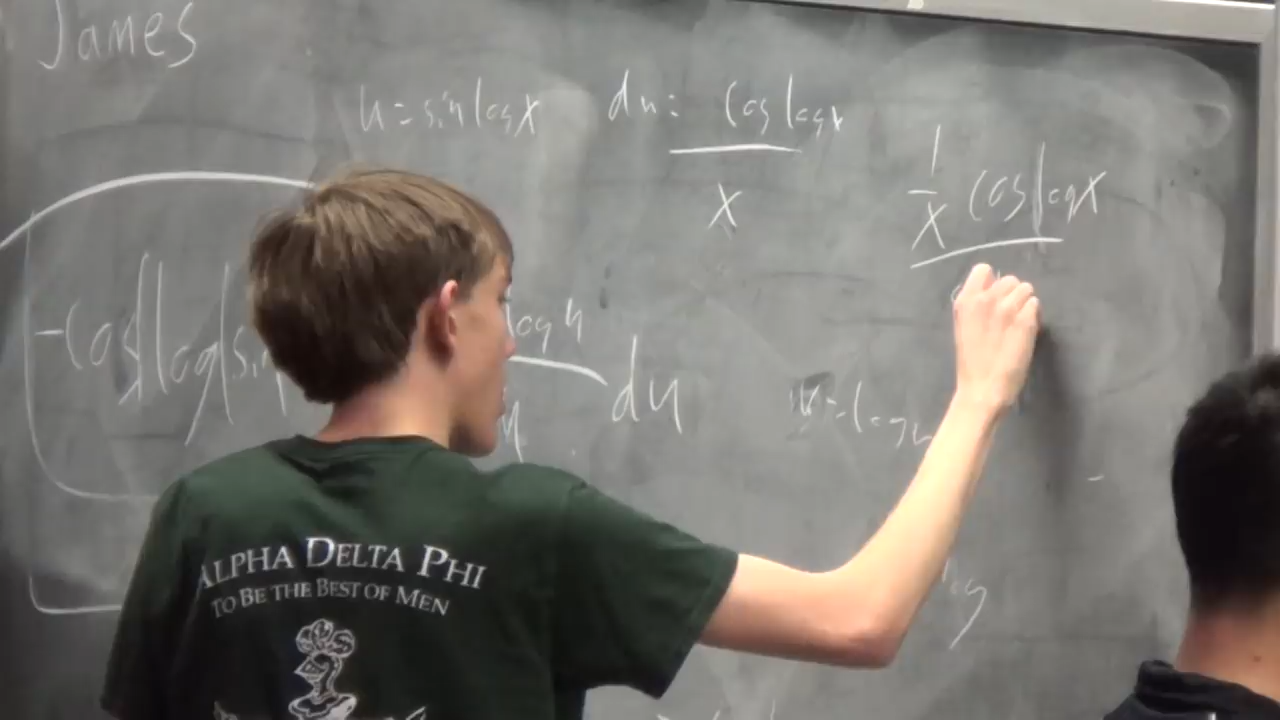 James
u = sin log x du = cos log x
x
1
x cos log x
-cos(log|sin log u
u du
u = log u
ALPHA DELTA PHI
TO BE THE BEST OF MEN